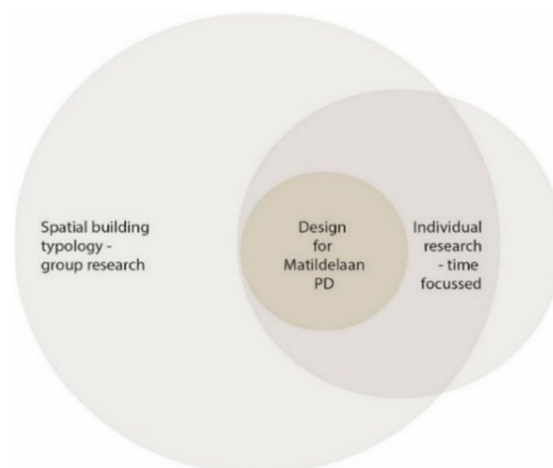 Spatial building
typology -
group research
Design
for
Matildelaan
PD
Individual
research
- time
focussed